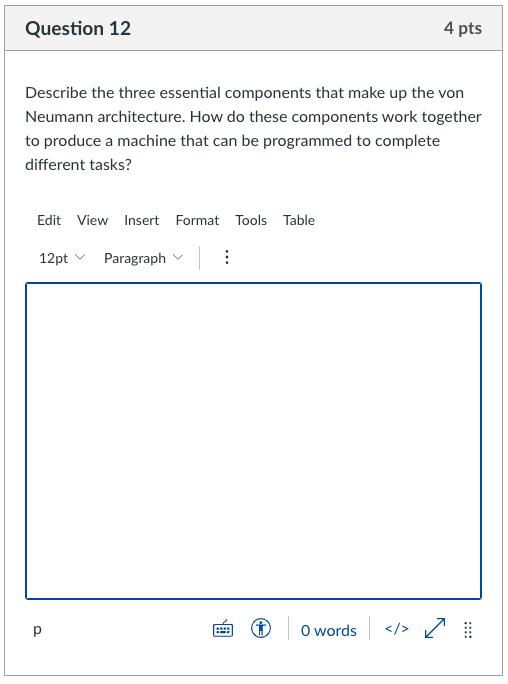 Question 12 4 pts
Describe the three essential components that make up the von
Neumann architecture. How do these components work together
to produce a machine that can be programmed to complete
different tasks?
Edit View Insert Format Tools Table
12pt Paragraph
p 0 words </>